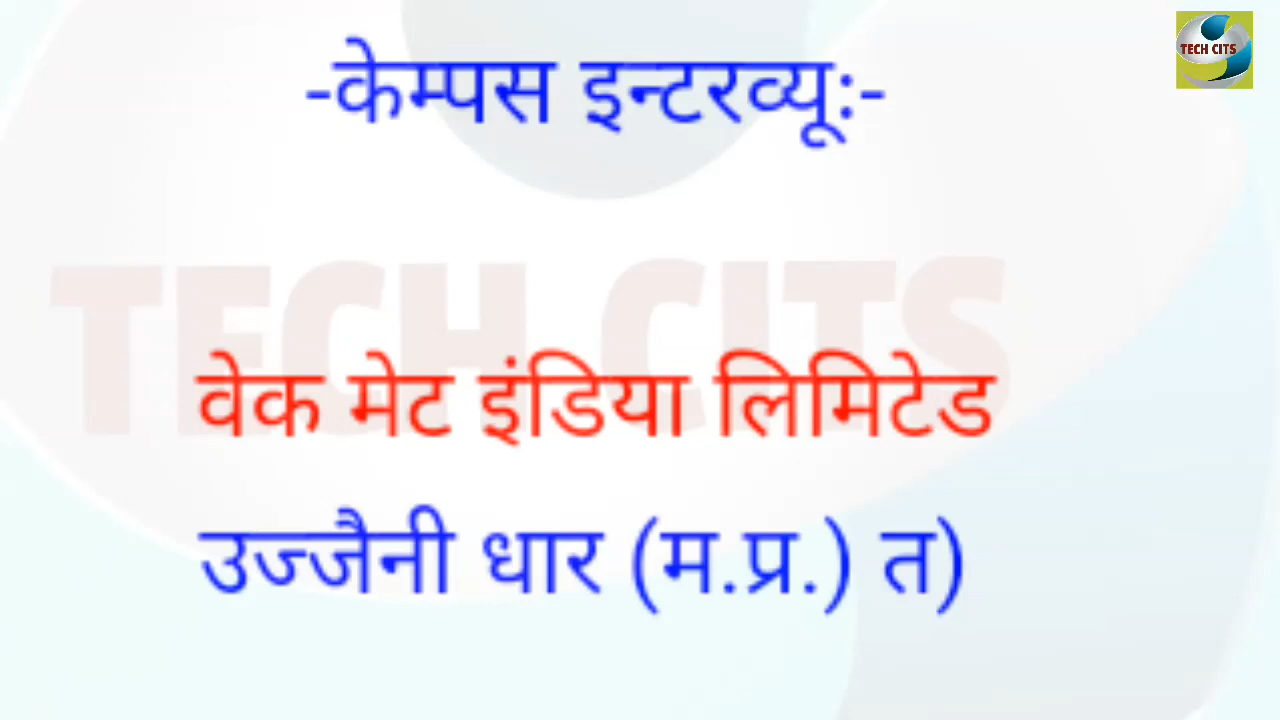 TECH CITS
-केम्पस इन्टरव्यूः-
TECH CITS
वेक मेट इंडिया लिमिटेड
उज्जैनी धार (म.प्र.) त)